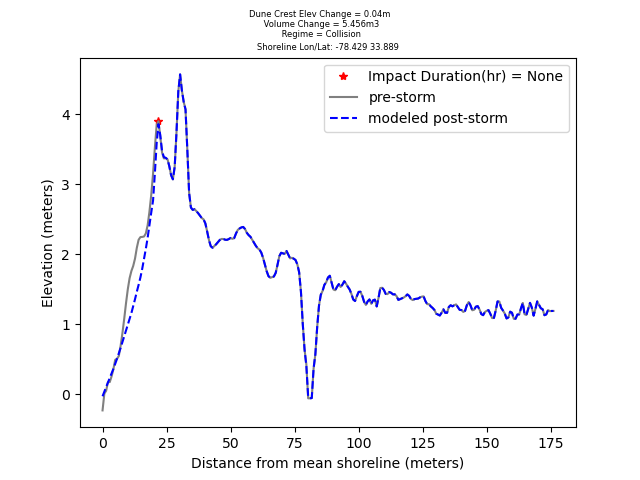 Dune Crest Elev Change = 0.04m
Volume Change = 5.456m3
Regime = Collision
Shoreline Lon/Lat: -78.429 33.889
Impact Duration(hr) = None
pre-storm
modeled post-storm
Elevation (meters)
4
3
2
1
0
0 25 50 75 100 125 150 175
Distance from mean shoreline (meters)